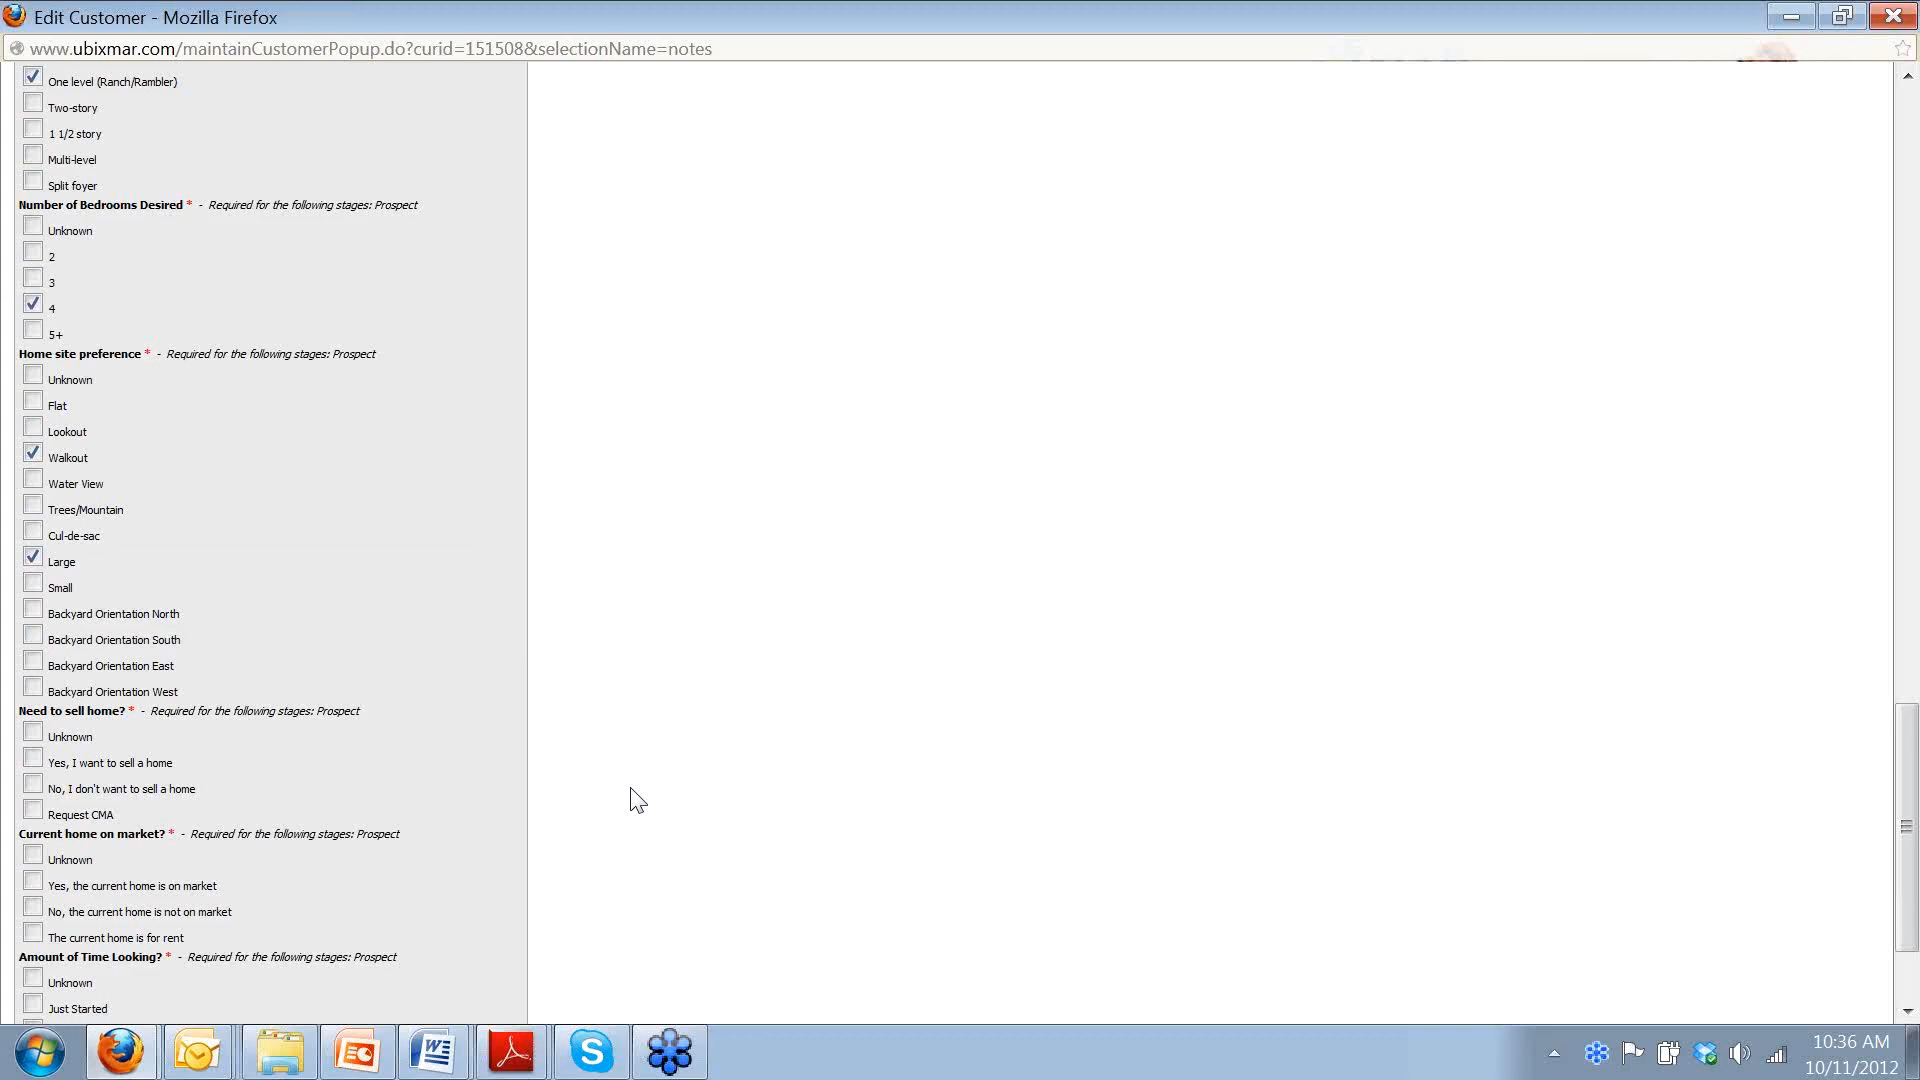 Edit Customer - Mozilla Firefox
www.ubixmar.com/maintainCustomerPopup.do?curid=151508&selectionName=notes
One level (Ranch/Rambler)
Two-story
1 1/2 story
Multi-level
Split foyer
Number of Bedrooms Desired * - Required for the following stages: Prospect
Unknown
2
3
4
5+
Home site preference * - Required for the following stages: Prospect
Unknown
Flat
Lookout
Walkout
Water View
Trees/Mountain
Cul-de-sac
Large
Small
Backyard Orientation North
Backyard Orientation South
Backyard Orientation East
Backyard Orientation West
Need to sell home? * - Required for the following stages: Prospect
Unknown
Yes, I want to sell a home
No, I don't want to sell a home
Request CMA
Current home on market? * - Required for the following stages: Prospect
Unknown
Yes, the current home is on market
No, the current home is not on market
The current home is for rent
Amount of Time Looking? * - Required for the following stages: Prospect
Unknown
Just Started
10:36 AM
10/11/2012